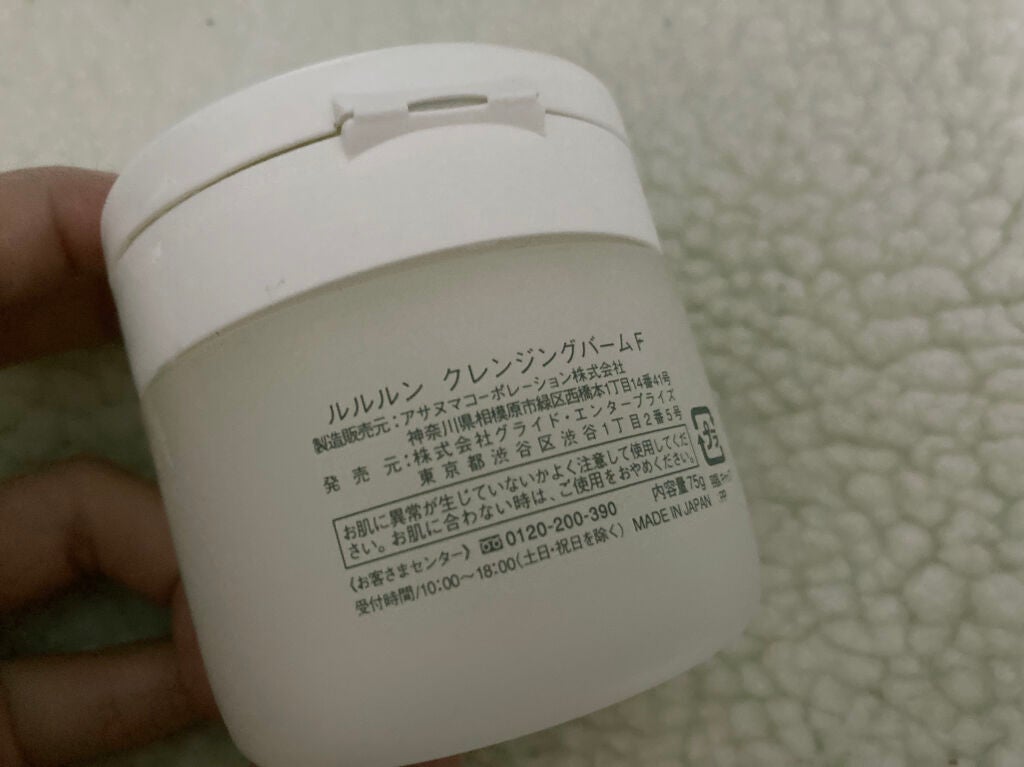 ルルルン クレンジングバームF
製造販売元:アサヌマコーポレーション株式会社
神奈川県相模原市緑区西橋本1丁目14番41号
発売元:株式会社グライド・エンタープライズ
東京都渋谷区渋谷1丁目2番5号
お肌に異常が生じていないかよく注意して使用してくだ
さい。お肌に合わない時は、ご使用をおやめください。
プラ
内容量75g
《お客さまセンター》 0120-200-390
受付時間/10:00〜18:00(土日・祝日を除く) MADE IN JAPAN
PP